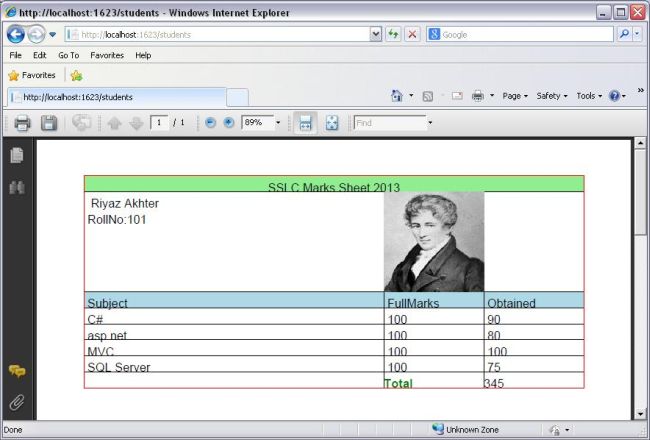 http://localhost:1623/students - Windows Internet Explorer
http://localhost:1623/students
Google
File Edit Go To Favorites Help
Favorites
http://localhost:1623/students
Page Safety Tools
1 / 1 89% Find
SSLC Marks Sheet 2013
Riyaz Akhter
RollNo:101
Subject FullMarks Obtained
C# 100 90
asp.net 100 80
MVC 100 100
SQL Server 100 75
Total 345
Done Unknown Zone